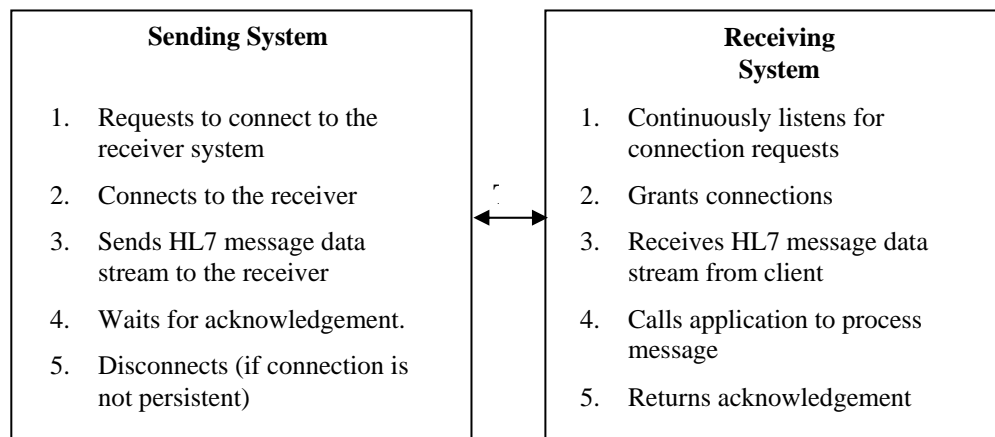 Sending System
1. Requests to connect to the
receiver system
2. Connects to the receiver
3. Sends HL7 message data
stream to the receiver
4. Waits for acknowledgement.
5. Disconnects (if connection is
not persistent)
Receiving
System
1. Continuously listens for
connection requests
2. Grants connections
3. Receives HL7 message data
stream from client
4. Calls application to process
message
5. Returns acknowledgement